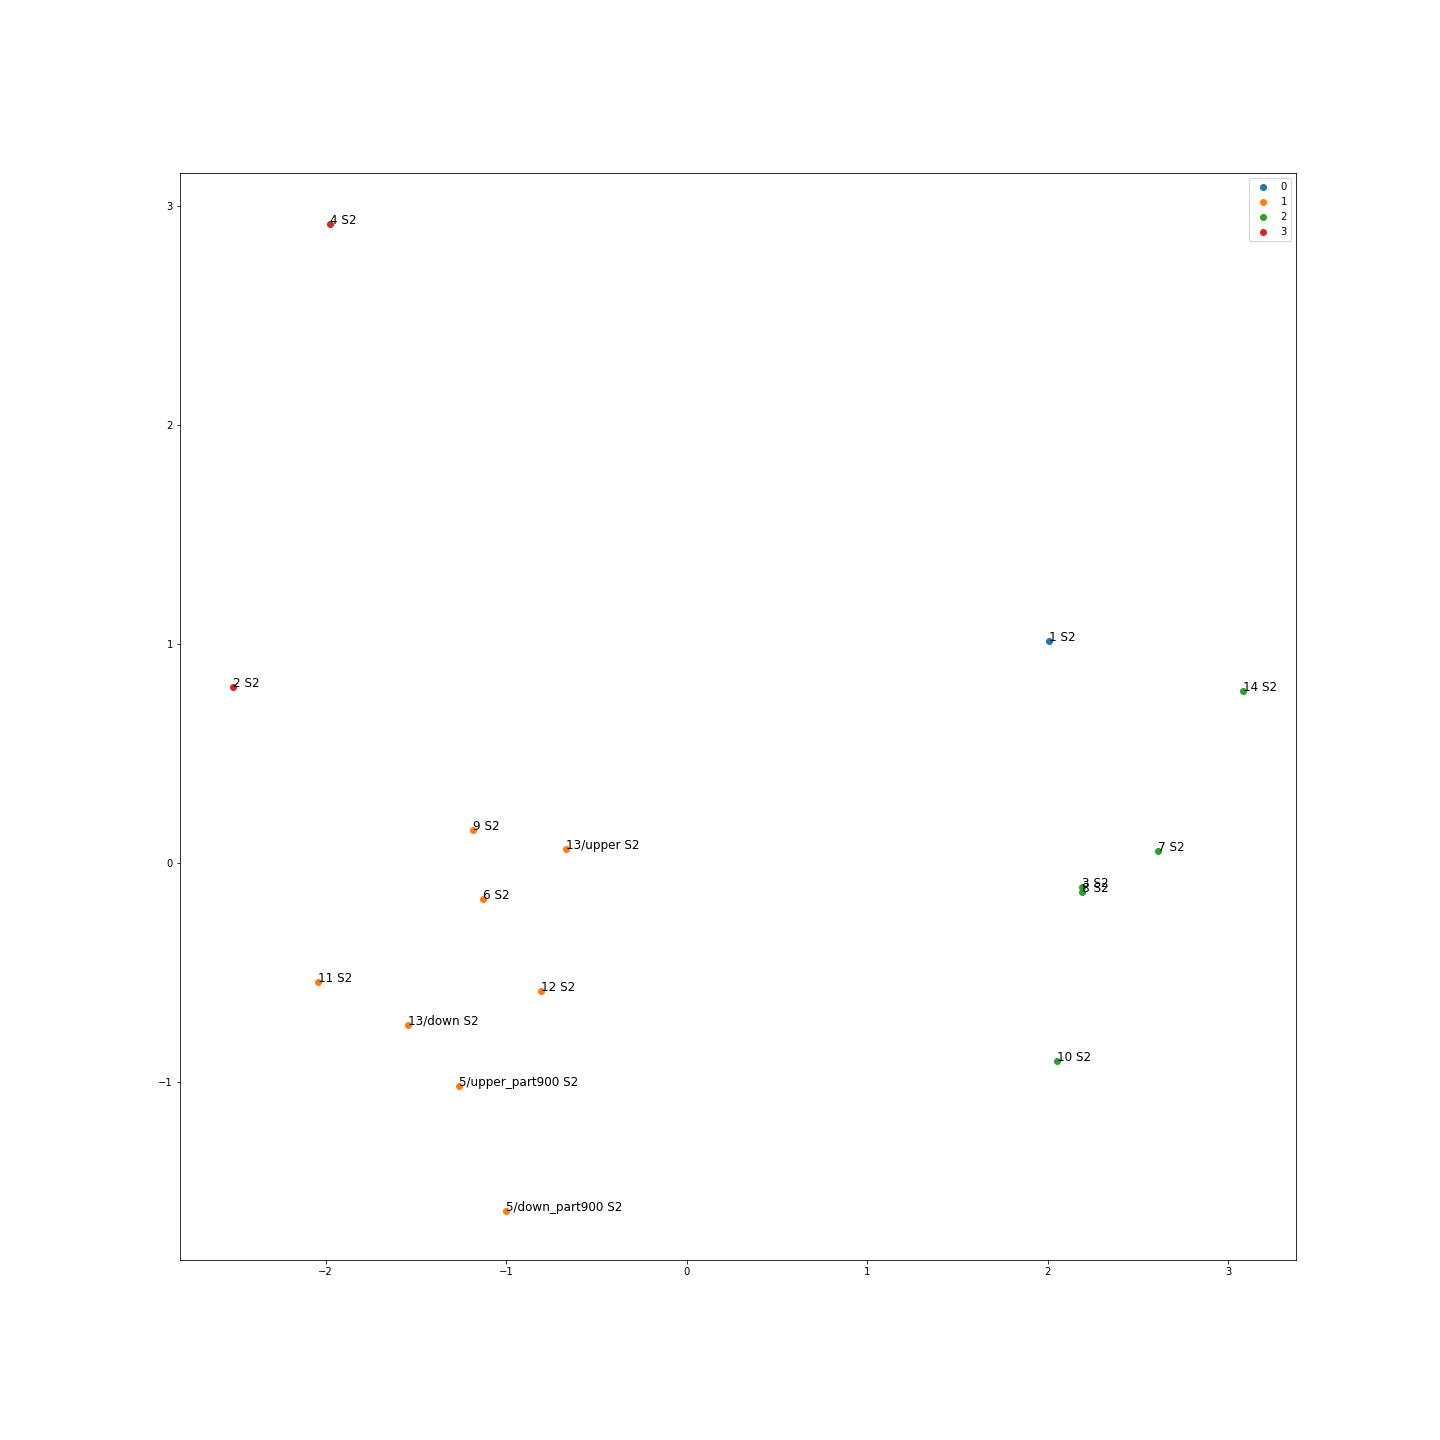 0
1
2
3
3
4 S2
2
1
1 S2
2 S2
14 S2
9 S2
13/upper S2
7 S2
0
3 S2
8 S2
6 S2
11 S2
12 S2
13/down S2
10 S2
−1
5/upper_part900 S2
5/down_part900 S2
−2 −1 0 1 2 3